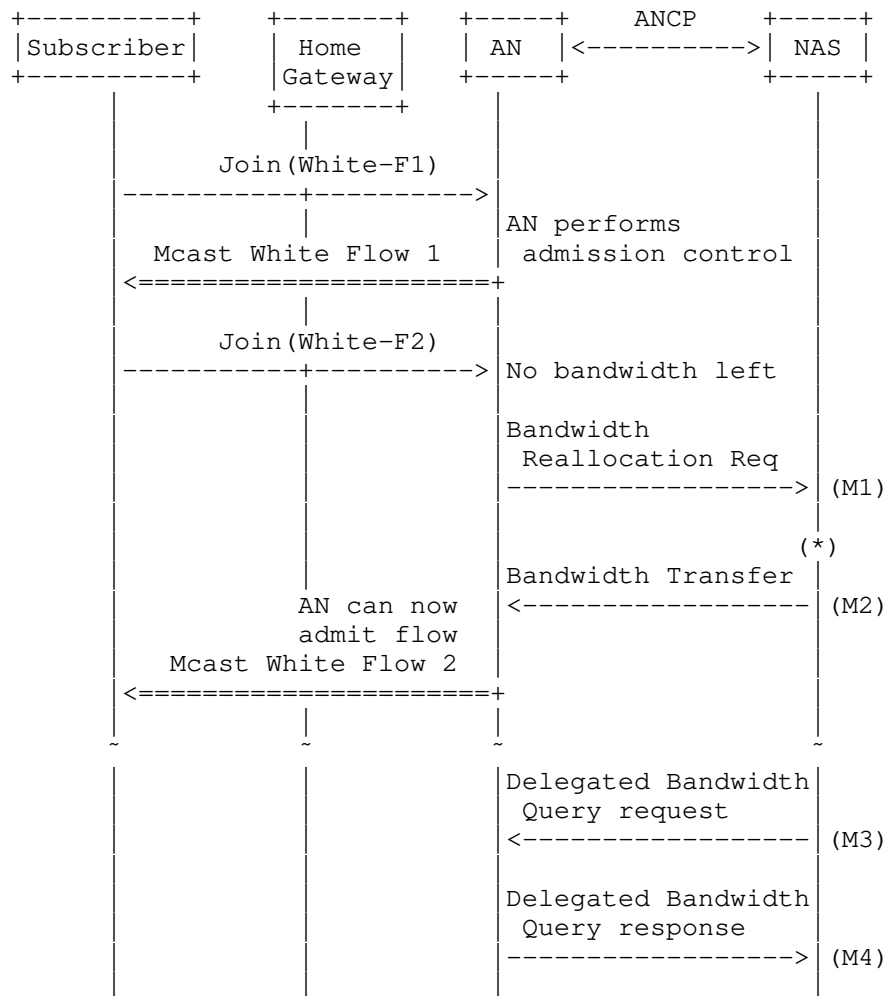 ANCP
Subscriber Home AN <----------> NAS
Gateway
Join(White-F1)
AN performs
Mcast White Flow 1 admission control
Join(White-F2)
No bandwidth left
Bandwidth
Reallocation Req
(M1)
(*)
Bandwidth Transfer
AN can now (M2)
admit flow
Mcast White Flow 2
~ ~ ~ ~
Delegated Bandwidth
Query request
(M3)
Delegated Bandwidth
Query response
(M4)